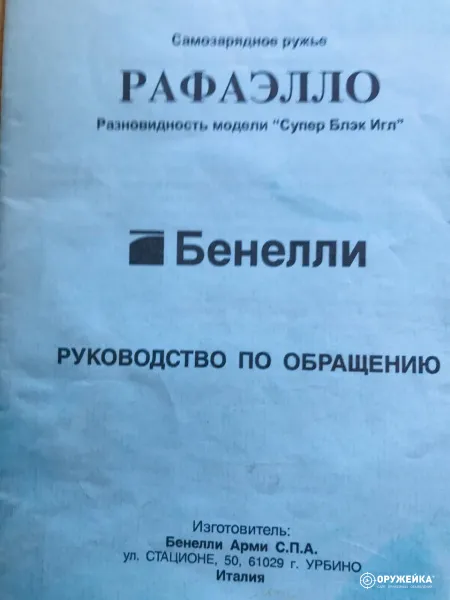 Самозарядное ружье
РАФАЭЛЛО
Разновидность модели "Супер Блэк Игл"
Бенелли
РУКОВОДСТВО ПО ОБРАЩЕНИЮ
Изготовитель:
Бенелли Арми С.П.А.
ул. СТАЦИОНЕ, 50, 61029 г. УРБИНО
Италия
ОРУЖЕЙКА